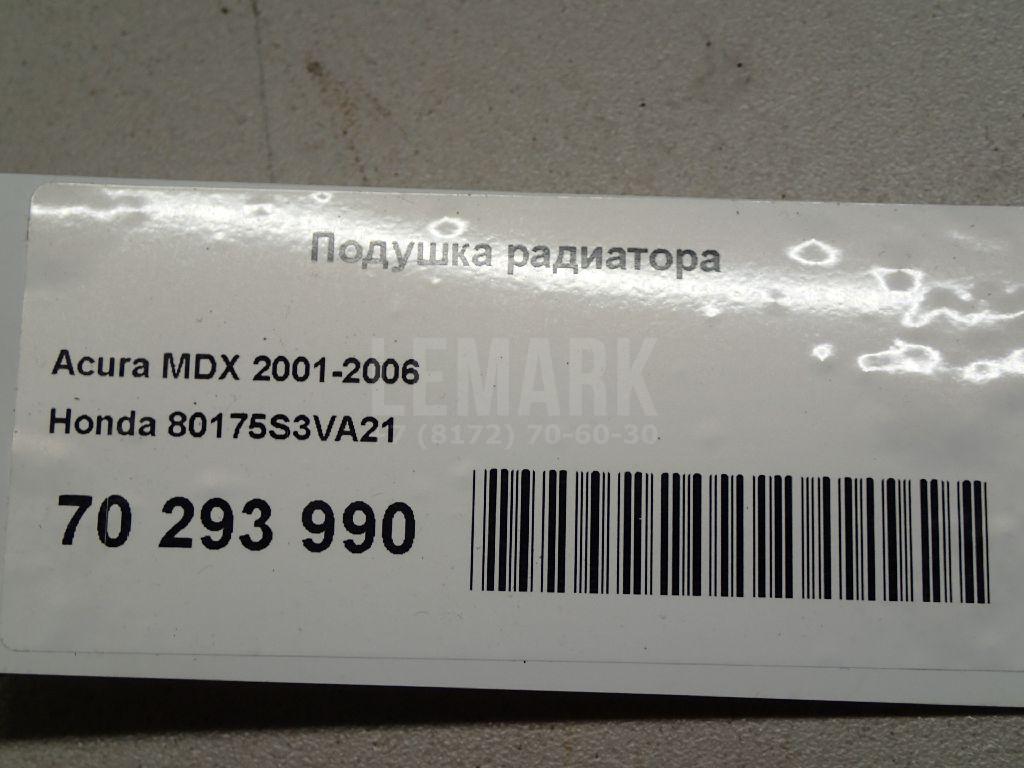 Подушка радиатора
LEMARK
Acura MDX 2001-2006
+7 (8172) 70-60-30
Honda 80175S3VA21
70 293 990